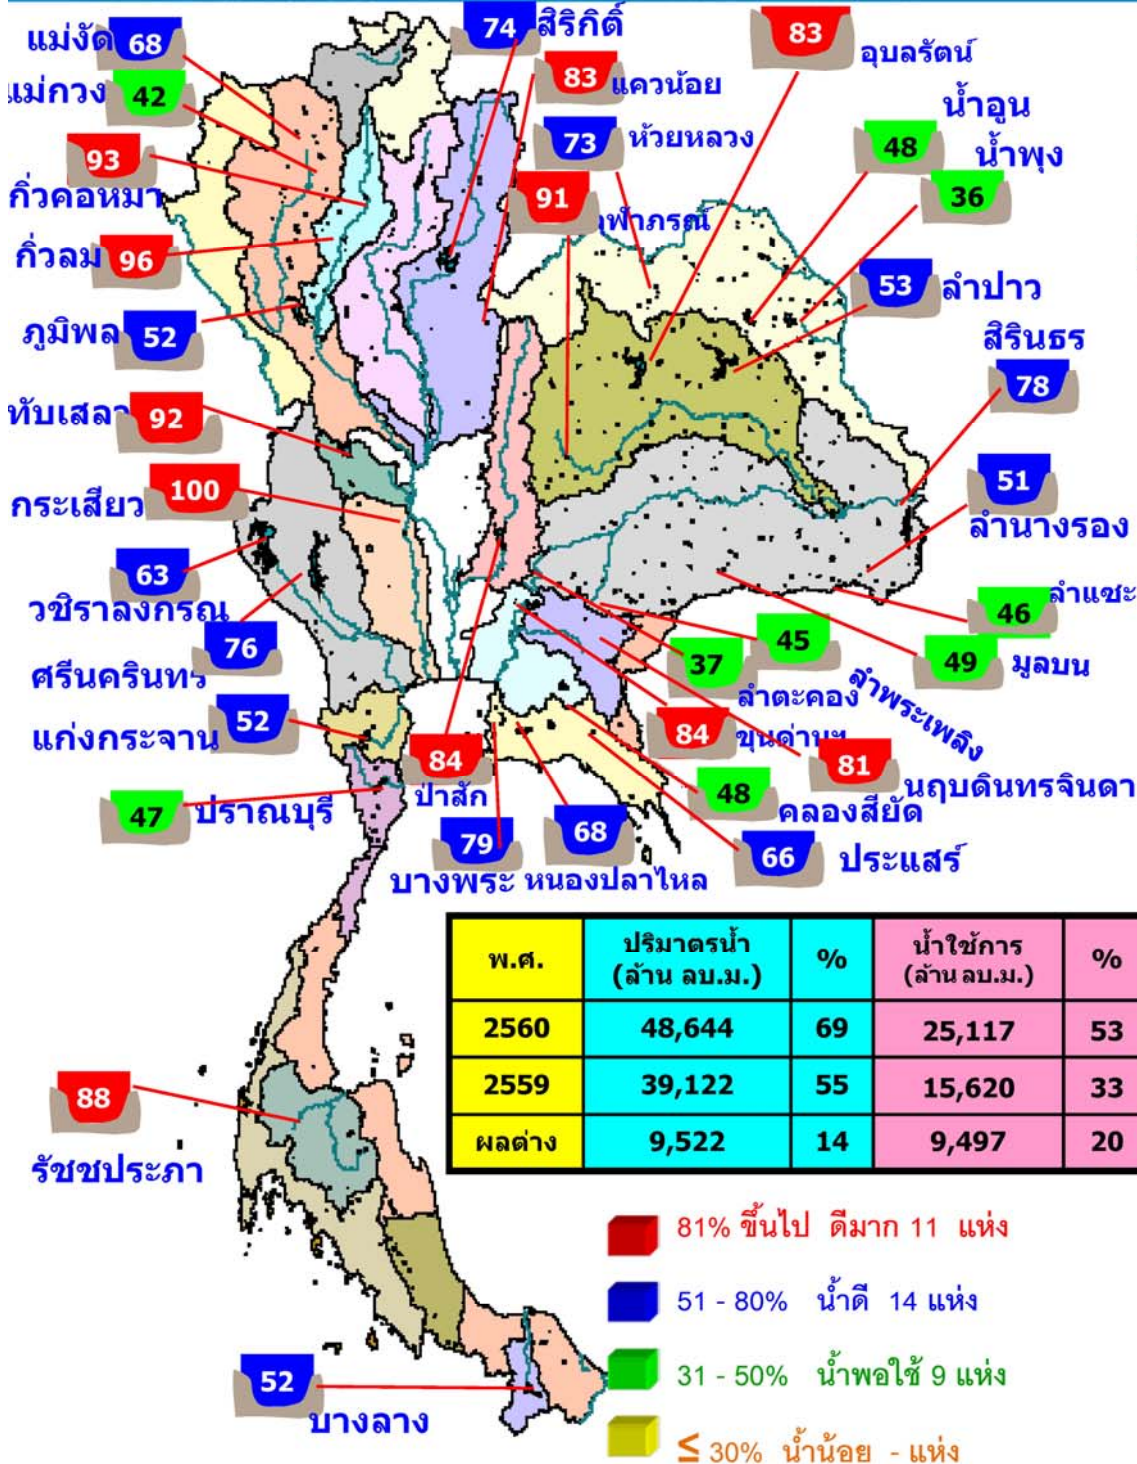 แม่งัด 68
74 สิริกิติ์
83 อุบลรัตน์
แม่กวง 42
83 แควน้อย
น้ำอูน
73 ห้วยหลวง
48 น้ำพุง
93
91
36
กิ่วคอหมา
ฬาภรณ์
กิ่วลม 96
53 ลำปาว
ภูมิพล 52
สิรินธร
78
ทับเสลา 92
กระเสียว 100
51
ลำนางรอง
63
วชิราลงกรณ
46 ลำแซะ
76
37
45
49 มูลบน
ศรีนครินทร์
ลำตะคอง
ลำพระเพลิง
แก่งกระจาน 52
84 ขุนด่านฯ
84
ป่าสัก
81
นฤบดินทรจินดา
47 ปราณบุรี
48 คลองสียัด
79
68
66 ประแสร์
บางพระ หนองปลาไหล
พ.ศ. ปริมาตรน้ำ (ล้าน ลบ.ม.) % น้ำใช้การ (ล้าน ลบ.ม.) %
2560 48,644 69 25,117 53
2559 39,122 55 15,620 33
ผลต่าง 9,522 14 9,497 20
88
รัชชประภา
81% ขึ้นไป ดีมาก 11 แห่ง
51 - 80% น้ำดี 14 แห่ง
31 - 50% น้ำพอใช้ 9 แห่ง
≤ 30% น้ำน้อย - แห่ง
52
บางลาง